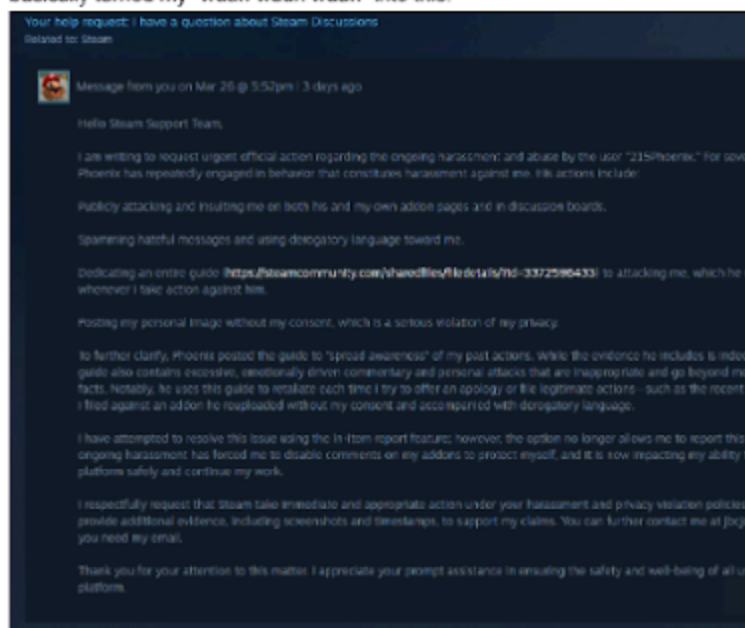 Your help request: I have a question about Steam Discussions
Related to: Steam
Message from you on Mar 26 @ 5:52pm | 3 days ago
Hello Steam Support Team,
I am writing to request urgent official action regarding the ongoing harassment and abuse by the user "215Phoenix." For seve
Phoenix has repeatedly engaged in behavior that constitutes harassment against me. His actions include:
Publicly attacking and insulting me on both his and my own addon pages and in discussion boards.
Spamming hateful messages and using derogatory language toward me.
Dedicating an entire guide (https://steamcommunity.com/sharedfiles/filedetails/?id=3372596433) to attacking me, which he
whenever I take action against him.
Posting my personal image without my consent, which is a serious violation of my privacy.
To further clarify, Phoenix posted the guide to "spread awareness" of my past actions. While the evidence he includes is indee
guide also contains excessive, emotionally driven commentary and personal attacks that are inappropriate and go beyond me
facts. Notably, he uses this guide to retaliate each time I try to offer an apology or file legitimate actions—such as the recent
I filed against an addon he reuploaded without my consent and accompanied with derogatory language.
I have attempted to resolve this issue using the in-item report feature; however, the option no longer allows me to report this
ongoing harassment has forced me to disable comments on my addons to protect myself, and it is now impacting my ability
platform safely and continue my work.
I respectfully request that Steam take immediate and appropriate action under your harassment and privacy violation policies
provide additional evidence, including screenshots and timestamps, to support my claims. You can further contact me at
you need my email.
Thank you for your attention to this matter. I appreciate your prompt assistance in ensuring the safety and well-being of all u
platform.